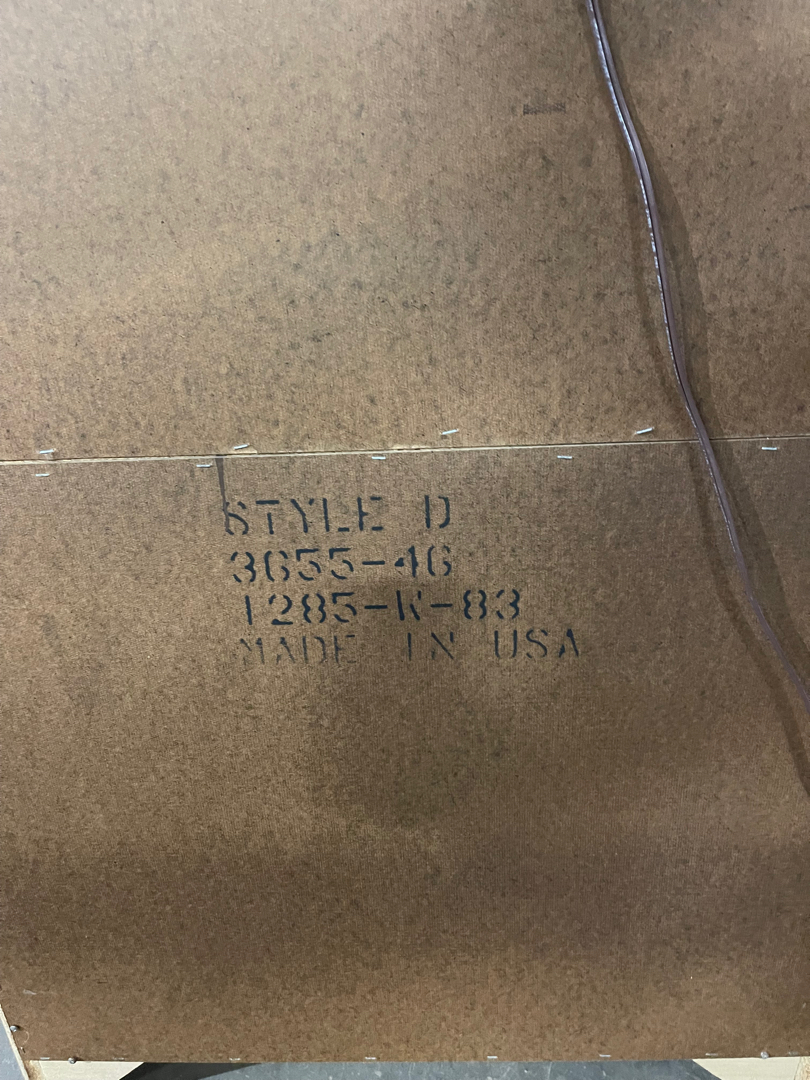 STYLE D
3655-46
1285-K-83
MADE IN USA